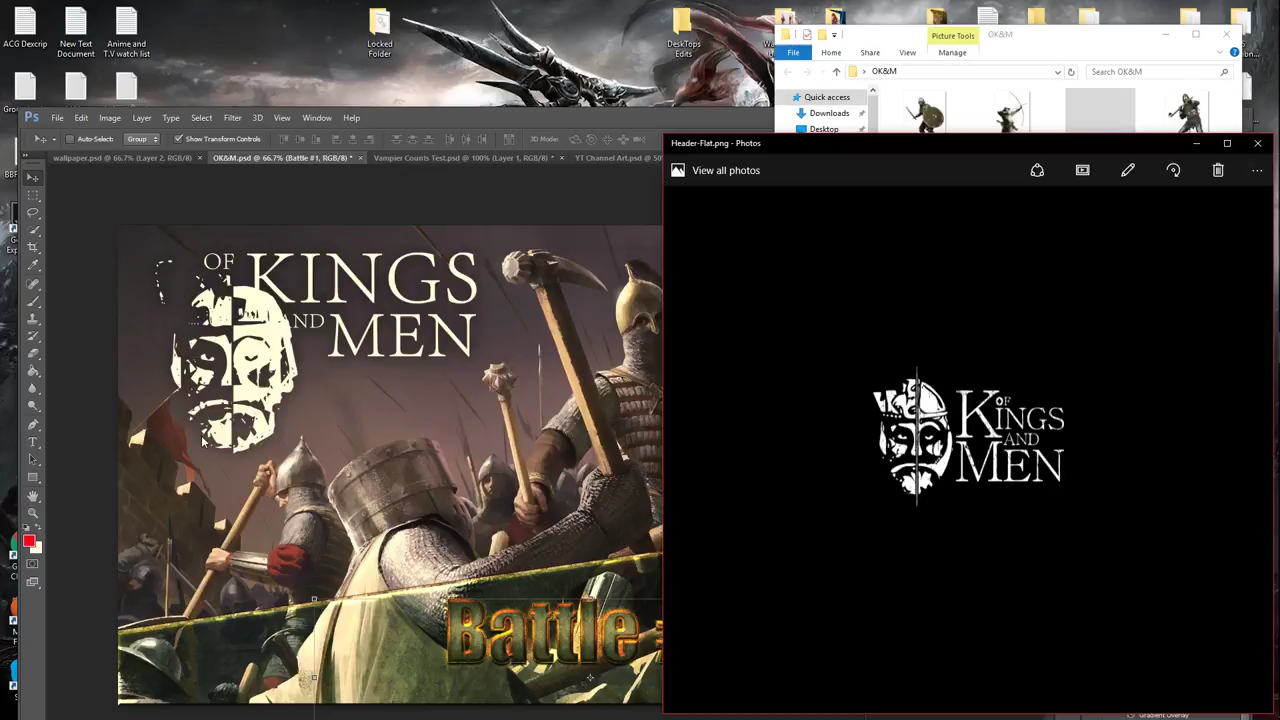 ACG Dexcrip
New Text
Document
Anime and
T.V watch list
Locked
Folder
DeskTops
Edits
Picture Tools
OK&M
File
Home
Share
View
Manage
OK&M
Search OK&M
Quick access
Downloads
Desktop
Ps
File
Edit
Image
Layer
Type
Select
Filter
3D
View
Window
Help
Auto-Select:
Group
Show Transform Controls
3D Mode:
wallpaper.psd @ 66.7% (Layer 2, RGB/8)
OK&M.psd @ 66.7% (Battle #1, RGB/8) *
Vampier Counts Test.psd @ 100% (Layer 1, RGB/8) *
YT Channel Art.psd @ 50%
Header-Flat.png - Photos
View all photos
OF
KINGS
AND
MEN
Battle
OF
KINGS
AND
MEN
Gradient Overlay